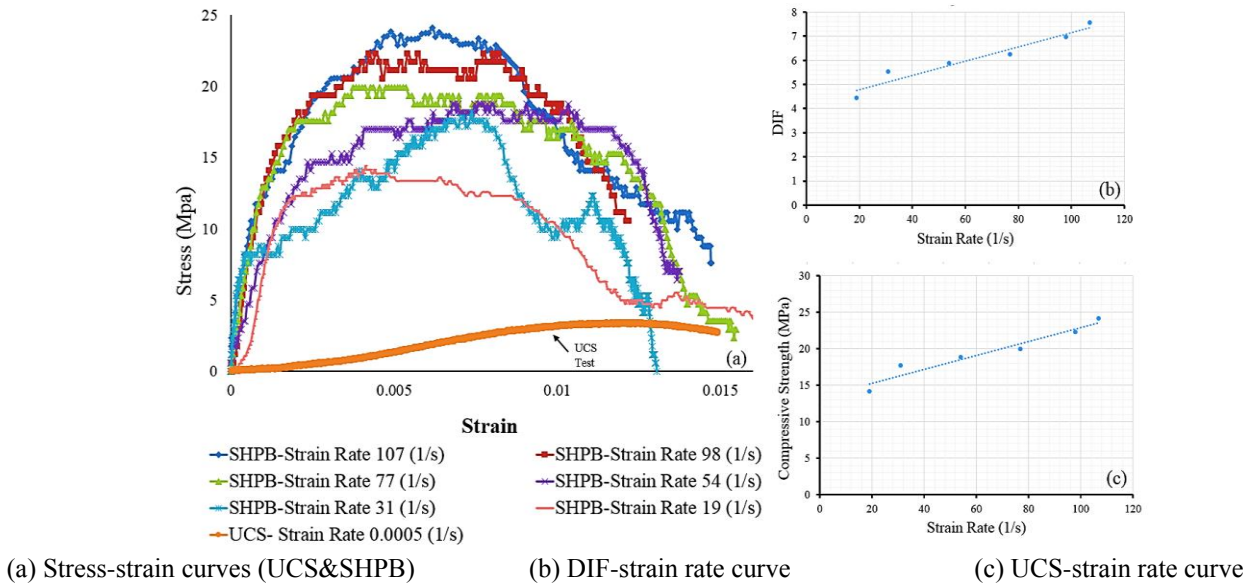 25
20
15
10
5
0
Stress (Mpa)
0
0.005
0.01
0.015
Strain
UCS
Test
(a)
SHPB-Strain Rate 107 (1/s)
SHPB-Strain Rate 98 (1/s)
SHPB-Strain Rate 77 (1/s)
SHPB-Strain Rate 54 (1/s)
SHPB-Strain Rate 31 (1/s)
SHPB-Strain Rate 19 (1/s)
UCS- Strain Rate 0.0005 (1/s)
8
7
6
5
4
3
2
1
0
DIF
0
20
40
60
80
100
120
Strain Rate (1/s)
(b)
30
25
20
15
10
5
0
Compressive Strength (MPa)
0
20
40
60
80
100
120
Strain Rate (1/s)
(c)
(a) Stress-strain curves (UCS&SHPB)
(b) DIF-strain rate curve
(c) UCS-strain rate curve